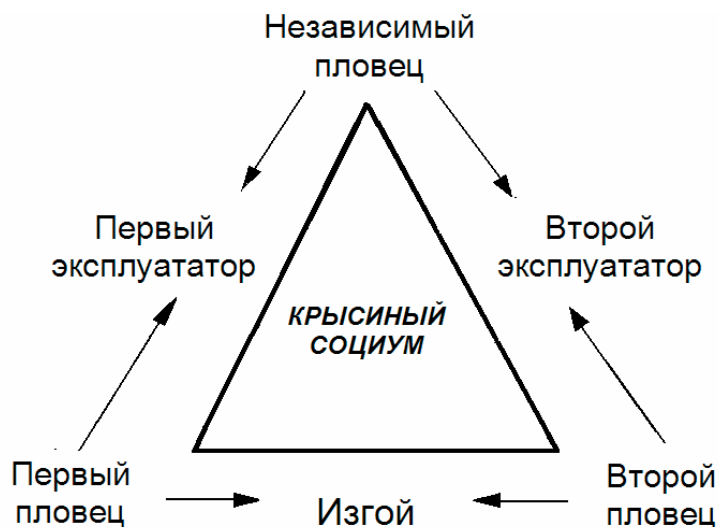 Независимый
пловец
Первый
эксплуататор
Второй
эксплуататор
КРЫСИНЫЙ
СОЦИУМ
Первый
пловец
Изгой
Второй
пловец